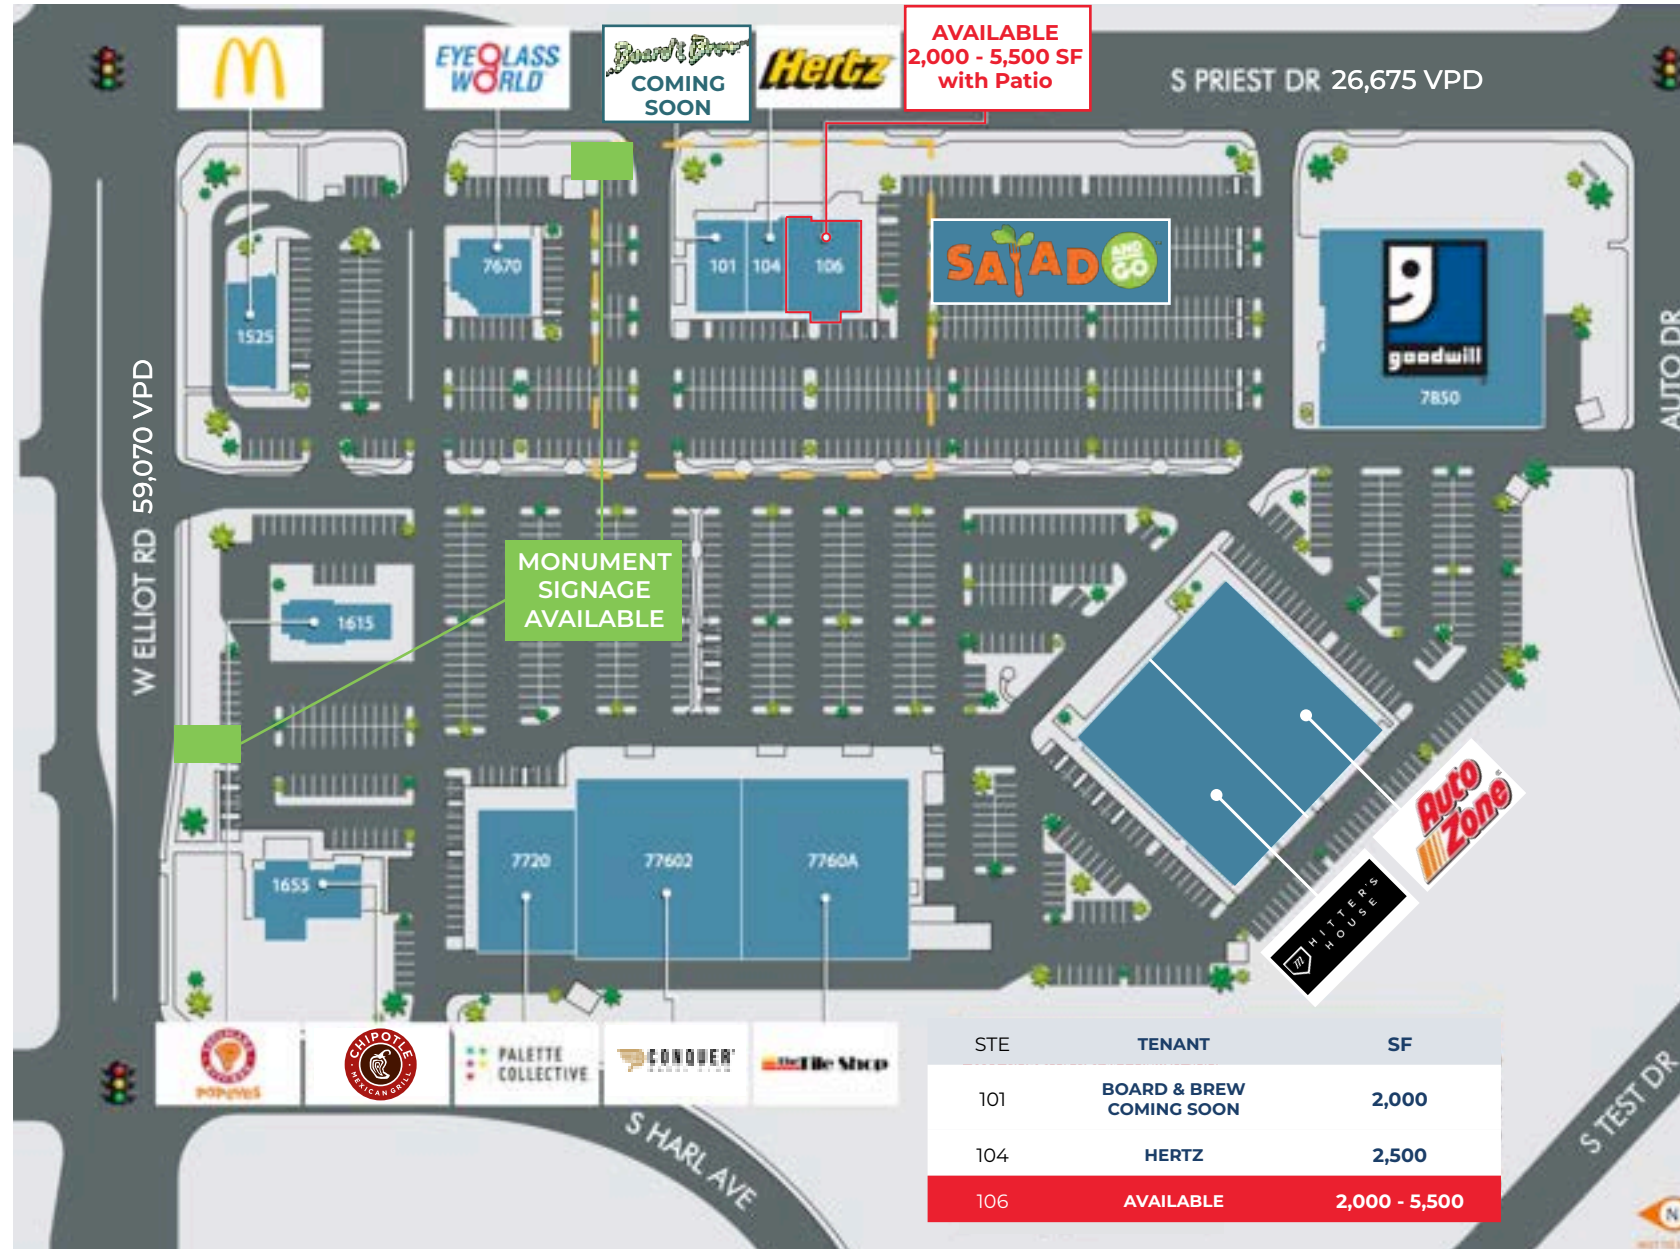 M
EYEGLASS
WORLD
Board & Brew
COMING
SOON
Hertz
AVAILABLE
2,000 - 5,500 SF
with Patio
S PRIEST DR 26,675 VPD
W ELLIOT RD 59,070 VPD
AUTO DR
1525
7670
101
104
106
SALAD
AND
GO
goodwill
7850
MONUMENT
SIGNAGE
AVAILABLE
1615
1655
7720
77602
7760A
Auto
Zone
HITTER'S
HOUSE
POPEYES
CHIPOTLE
MEXICAN GRILL
PALETTE
COLLECTIVE
CONQUER
The Tile Shop
S HARL AVE
S TEST DR
STE TENANT SF
101 BOARD & BREW
COMING SOON 2,000
104 HERTZ 2,500
106 AVAILABLE 2,000 - 5,500
N